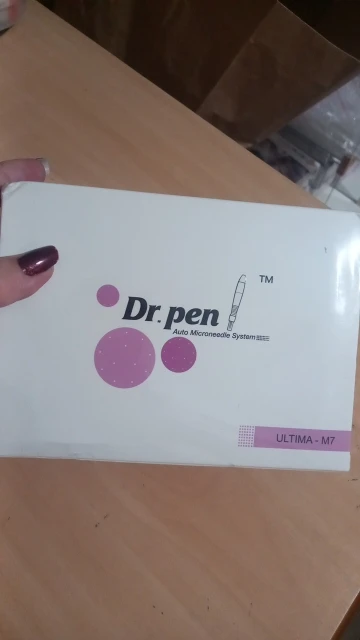 Dr. pen TM
Auto Microneedle System
ULTIMA - M7